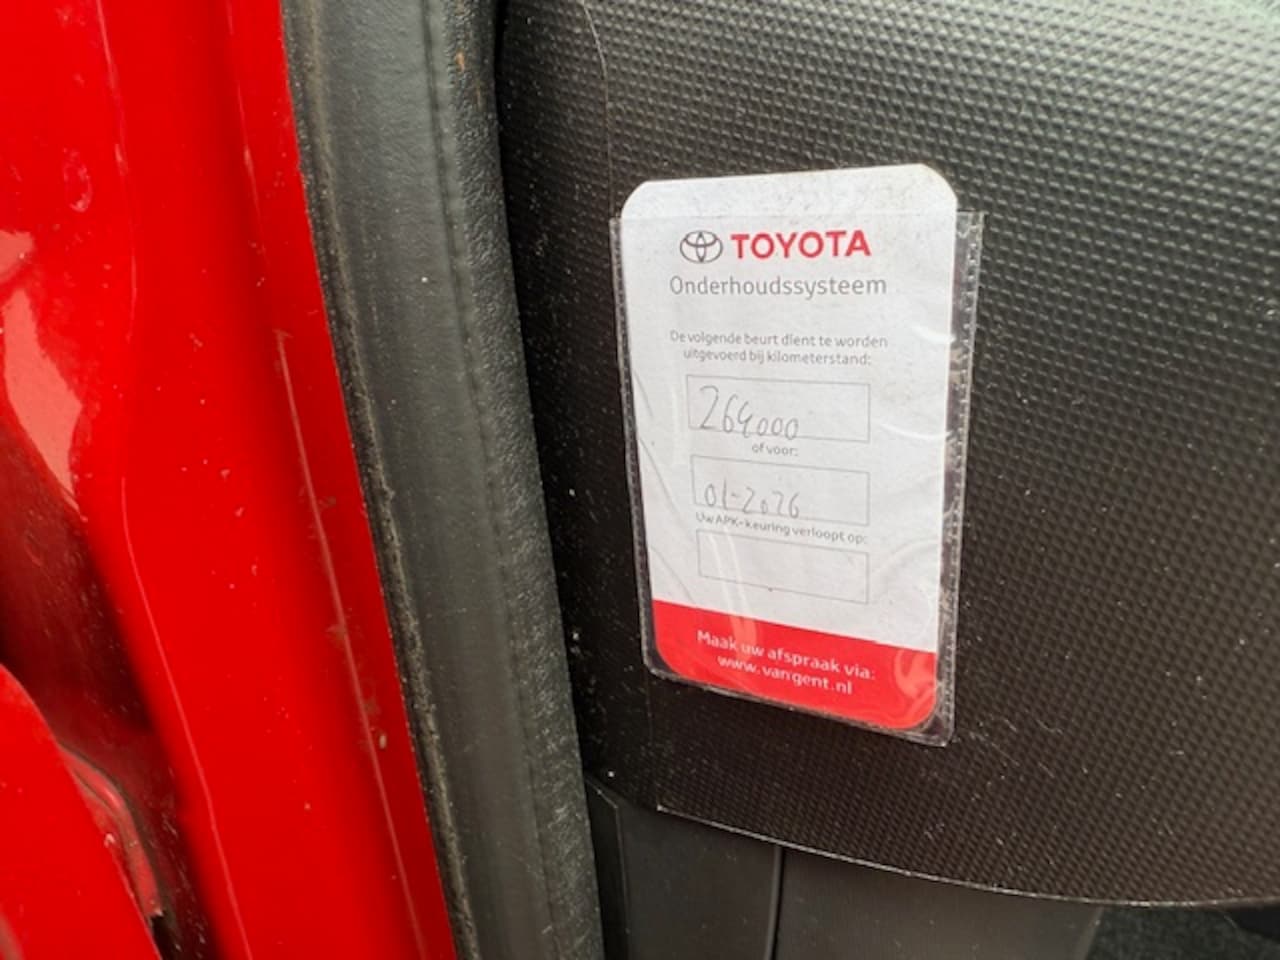 TOYOTA
Onderhoudssysteem
De volgende beurt dient te worden
uitgevoerd bij kilometerstand:
264000
of voor:
01-2026
Uw APK-keuring verloopt op:
Maak uw afspraak via:
www.vangent.nl